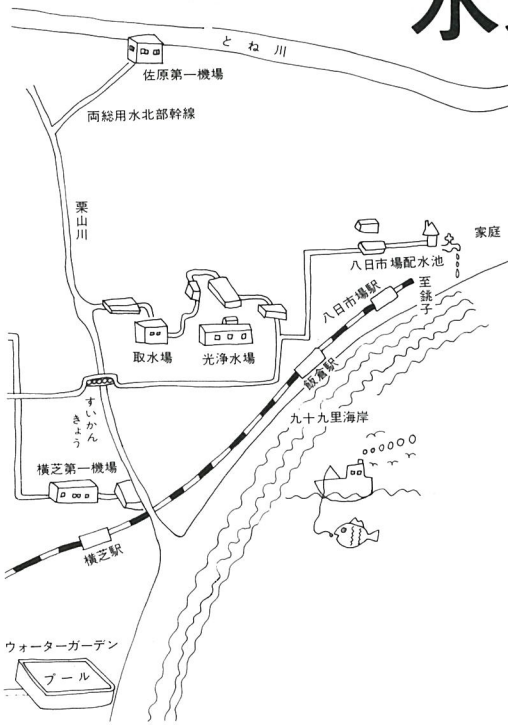 水
とね川
佐原第一機場
両総用水北部幹線
栗山川
家庭
八日市場配水池
至銚子
八日市場駅
取水場
光浄水場
飯倉駅
すいかん
きょう
九十九里海岸
横芝第一機場
横芝駅
ウォーターガーデン
プール